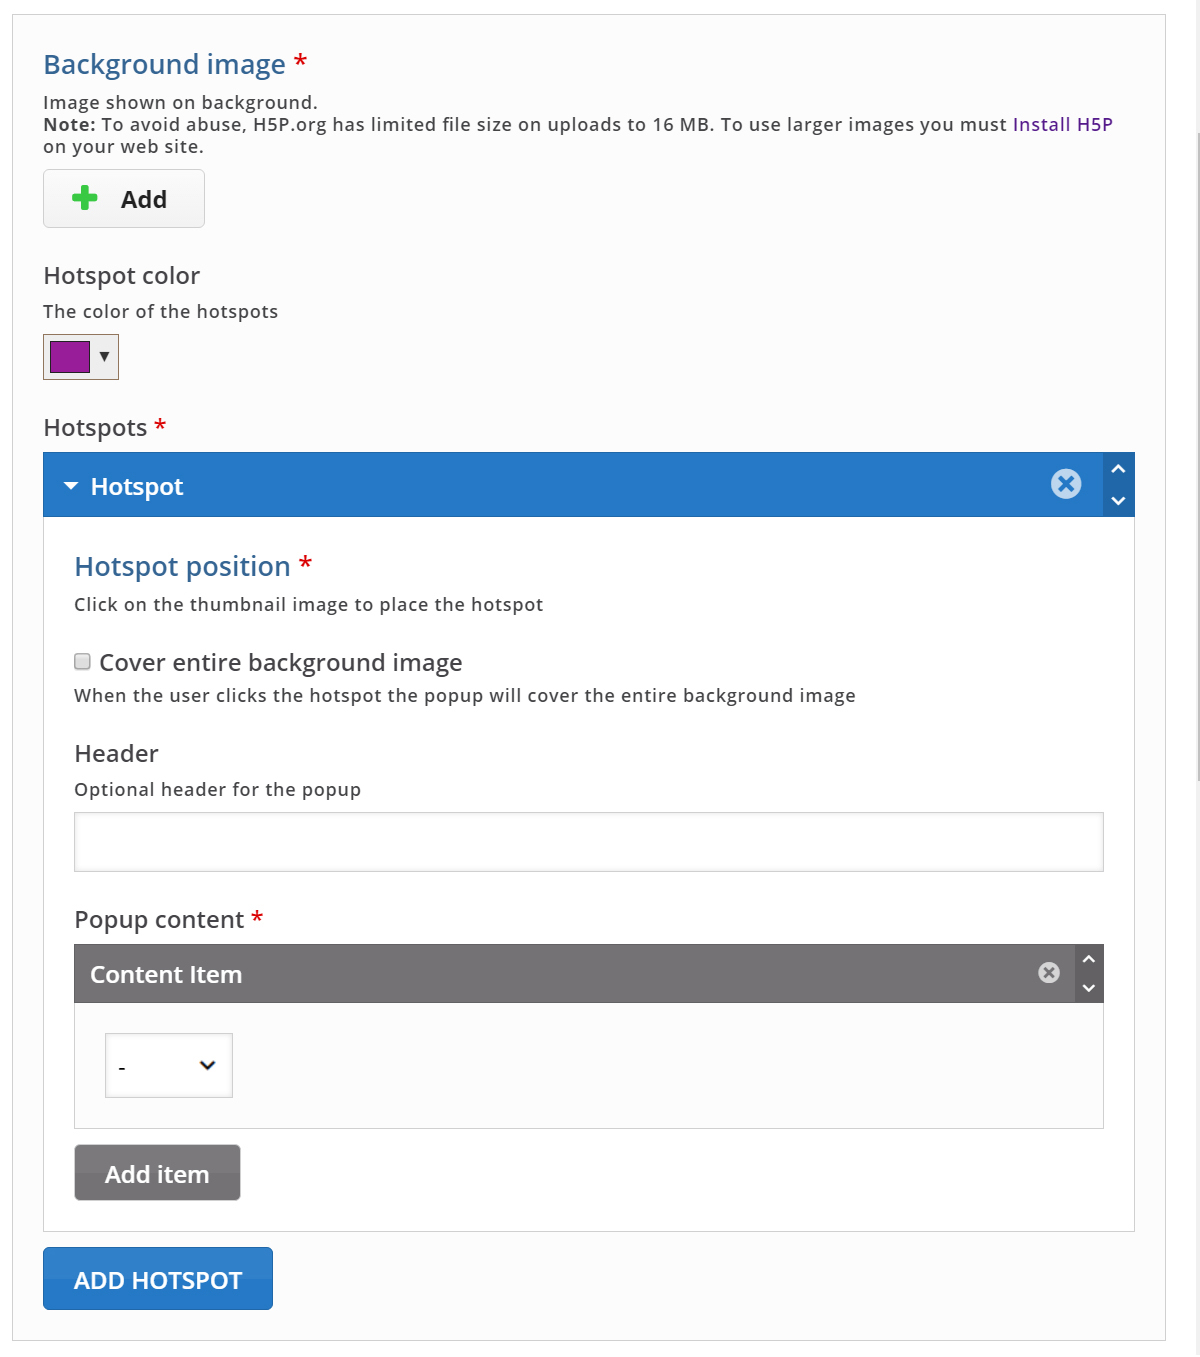 Background image *
Image shown on background.
Note: To avoid abuse, H5P.org has limited file size on uploads to 16 MB. To use larger images you must Install H5P
on your web site.
Add
Hotspot color
The color of the hotspots
Hotspots *
Hotspot
Hotspot position *
Click on the thumbnail image to place the hotspot
Cover entire background image
When the user clicks the hotspot the popup will cover the entire background image
Header
Optional header for the popup
Popup content *
Content Item
-
Add item
ADD HOTSPOT